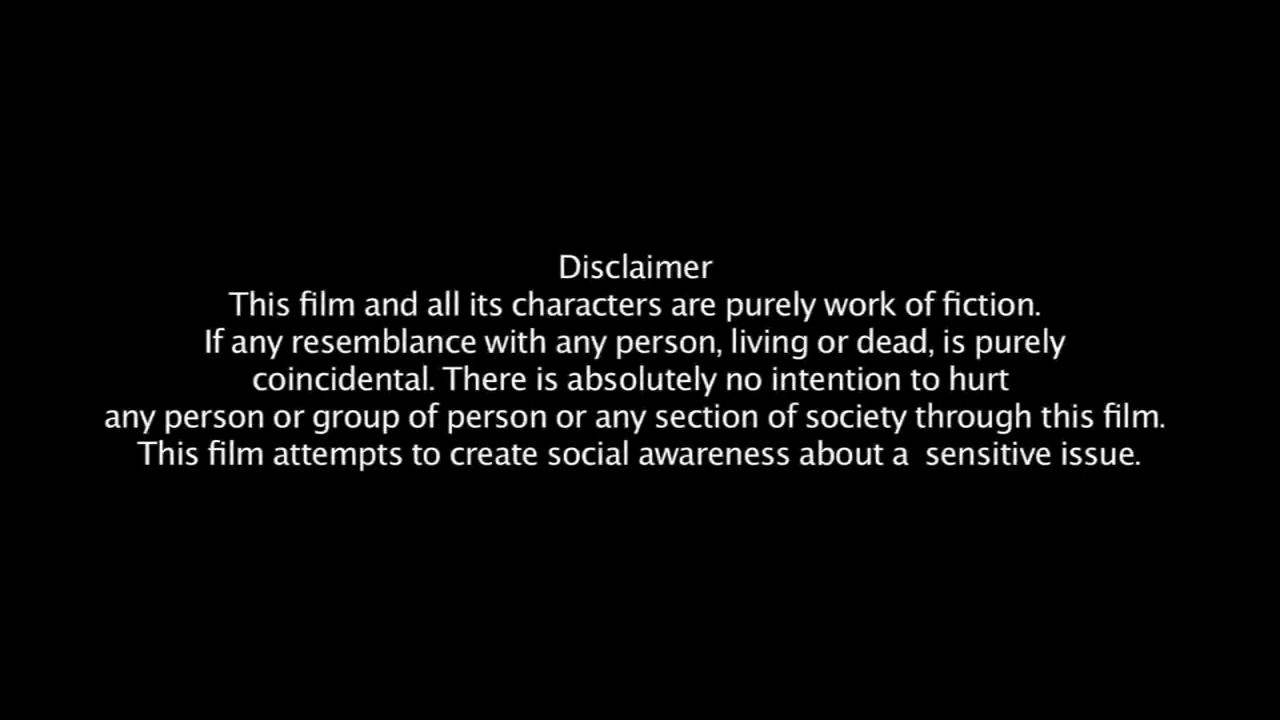 Disclaimer
This film and all its characters are purely work of fiction.
If any resemblance with any person, living or dead, is purely
coincidental. There is absolutely no intention to hurt
any person or group of person or any section of society through this film.
This film attempts to create social awareness about a  sensitive issue.